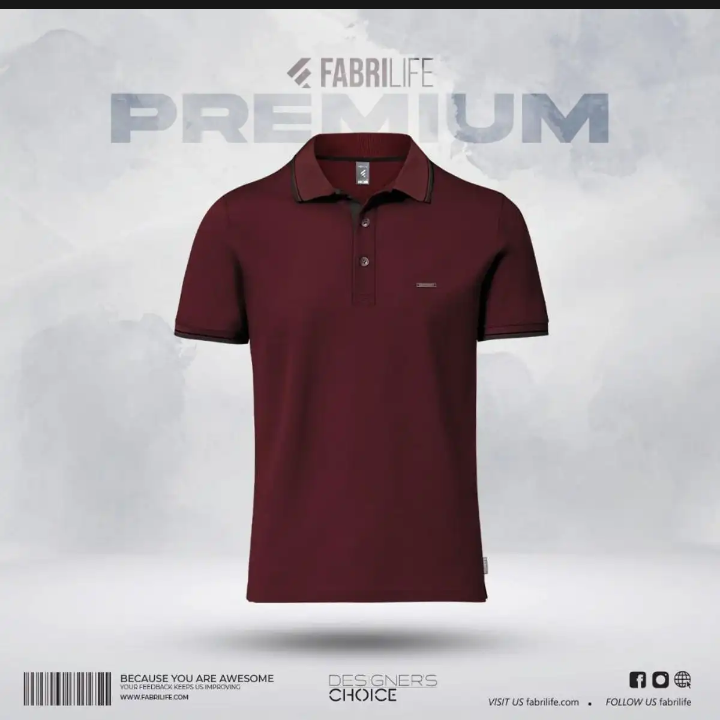 FABRILIFE
PREMIUM
BECAUSE YOU ARE AWESOME
YOUR FEEDBACK KEEPS US IMPROVING
WWW.FABRILIFE.COM
DESIGNER'S
CHOICE
VISIT US fabrilife.com • FOLLOW US fabrilife